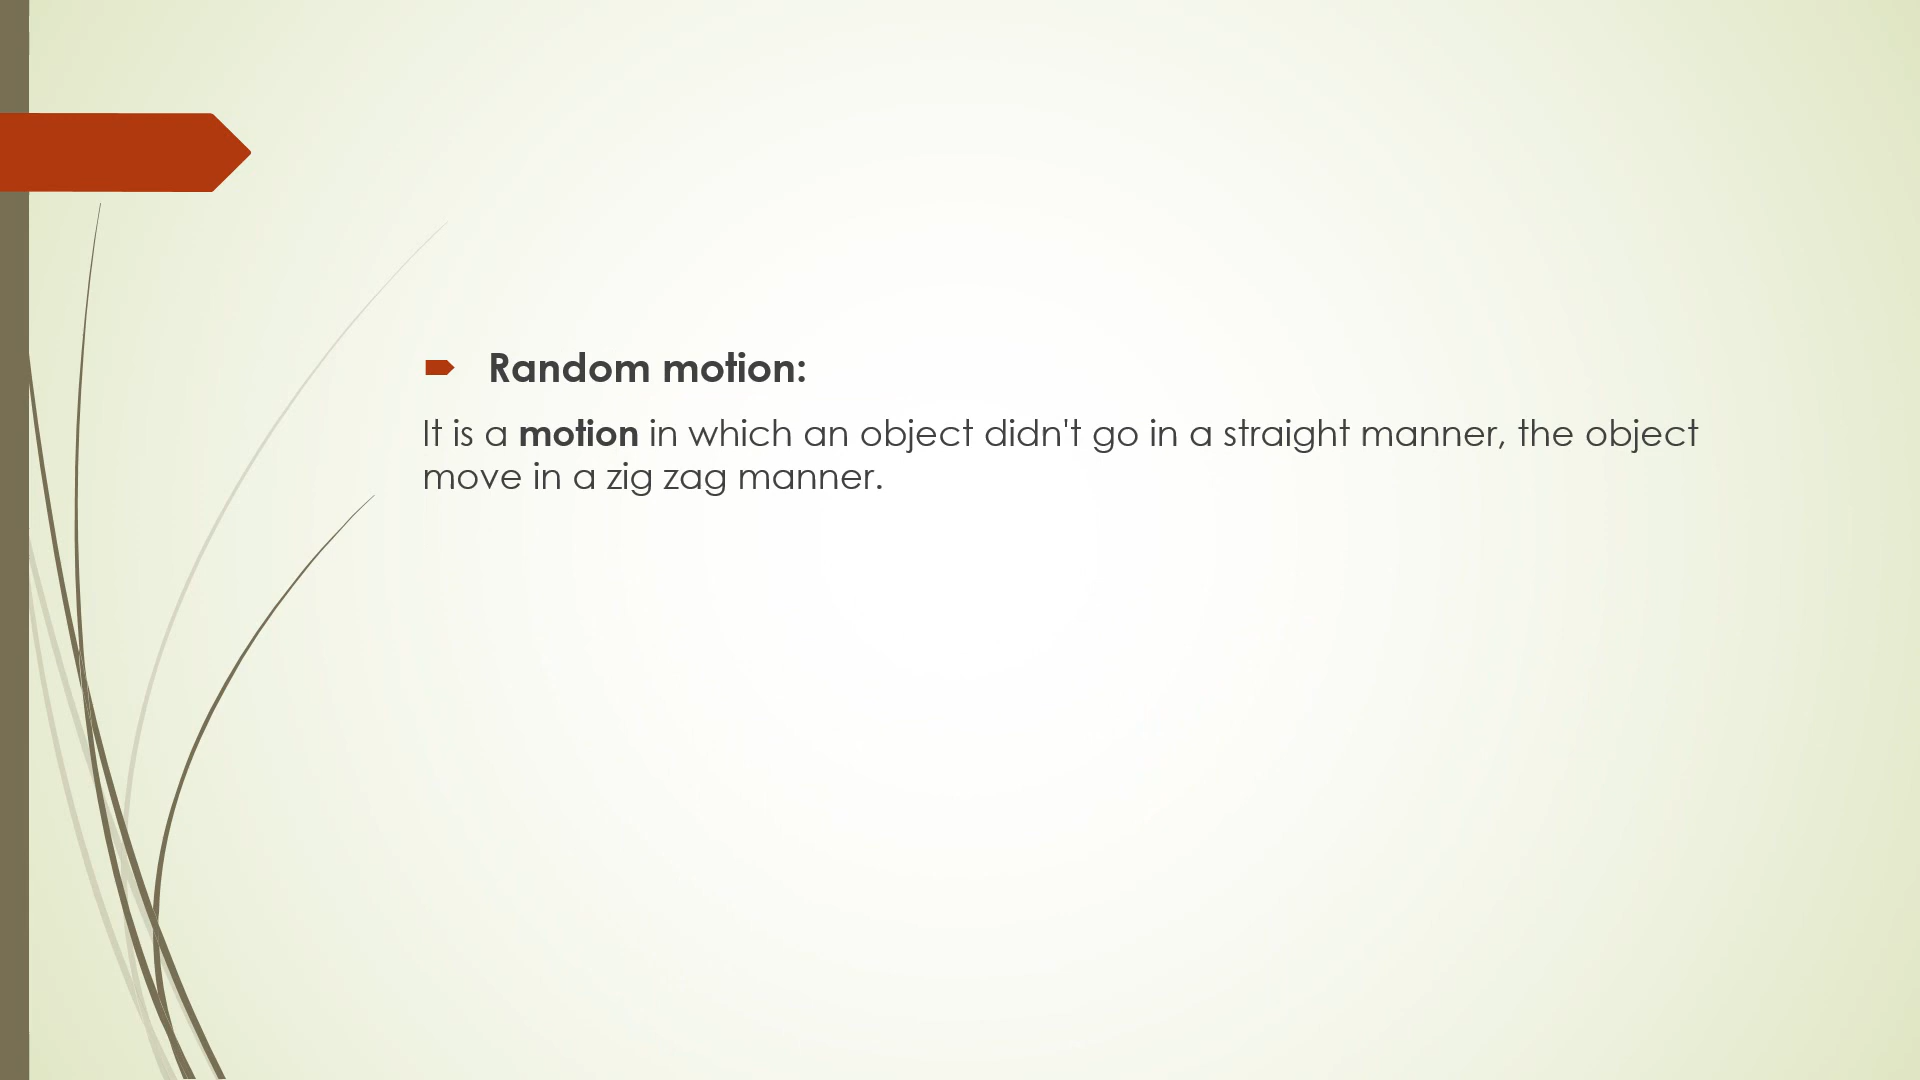 Random motion:
It is a motion in which an object didn't go in a straight manner, the object
move in a zig zag manner.